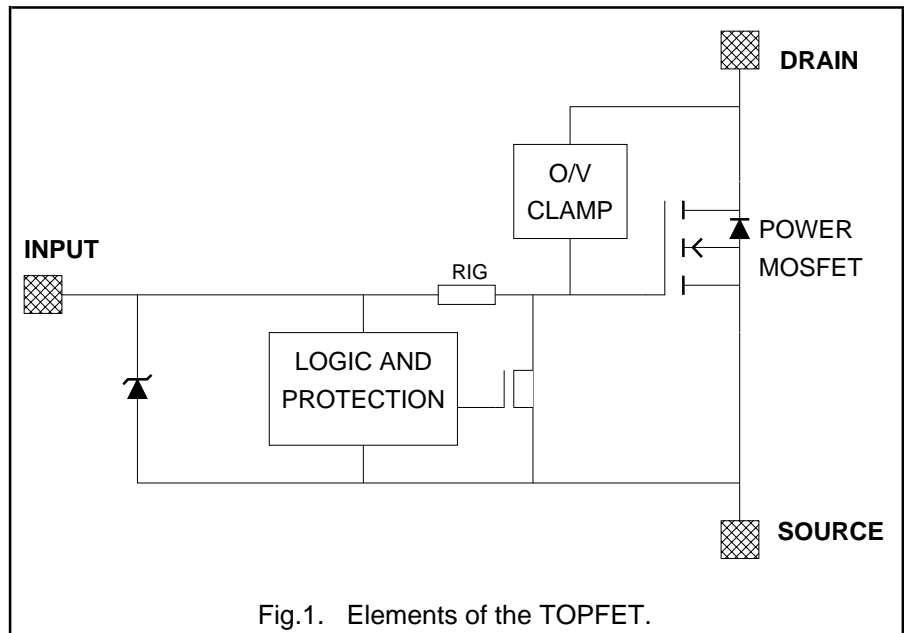 DRAIN
O/V
CLAMP
POWER
MOSFET
INPUT
RIG
LOGIC AND
PROTECTION
SOURCE
Fig.1. Elements of the TOPFET.